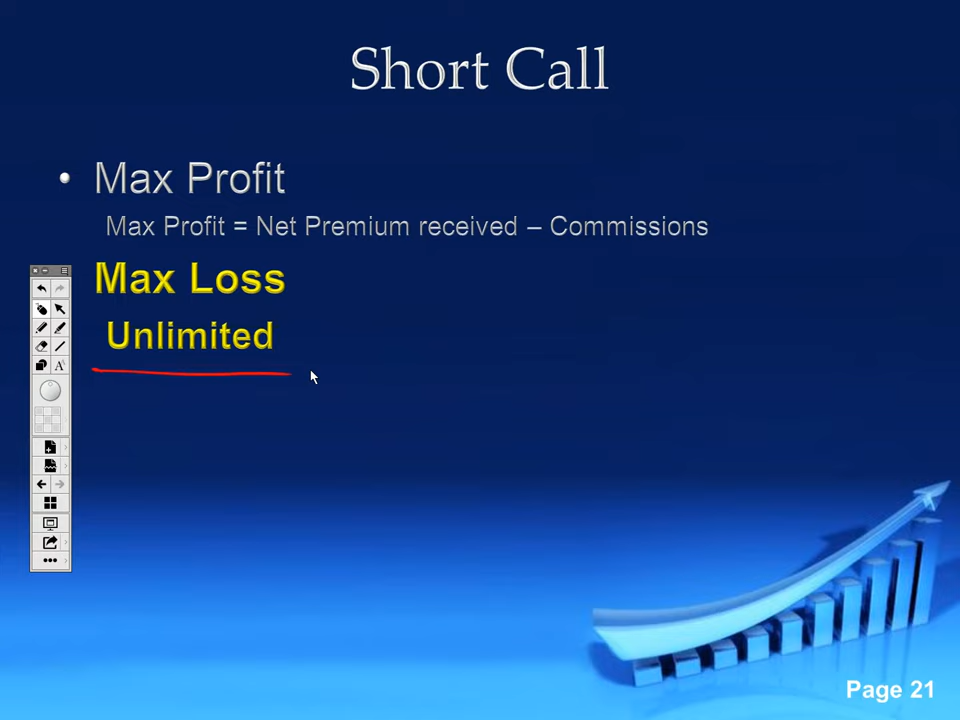 Short Call
• Max Profit
Max Profit = Net Premium received – Commissions
Max Loss
Unlimited
Page 21